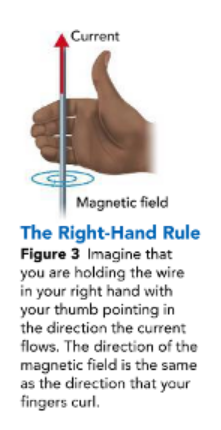 Current
Magnetic field
The Right-Hand Rule
Figure 3 Imagine that
you are holding the wire
in your right hand with
your thumb pointing in
the direction the current
flows. The direction of the
magnetic field is the same
as the direction that your
fingers curl.